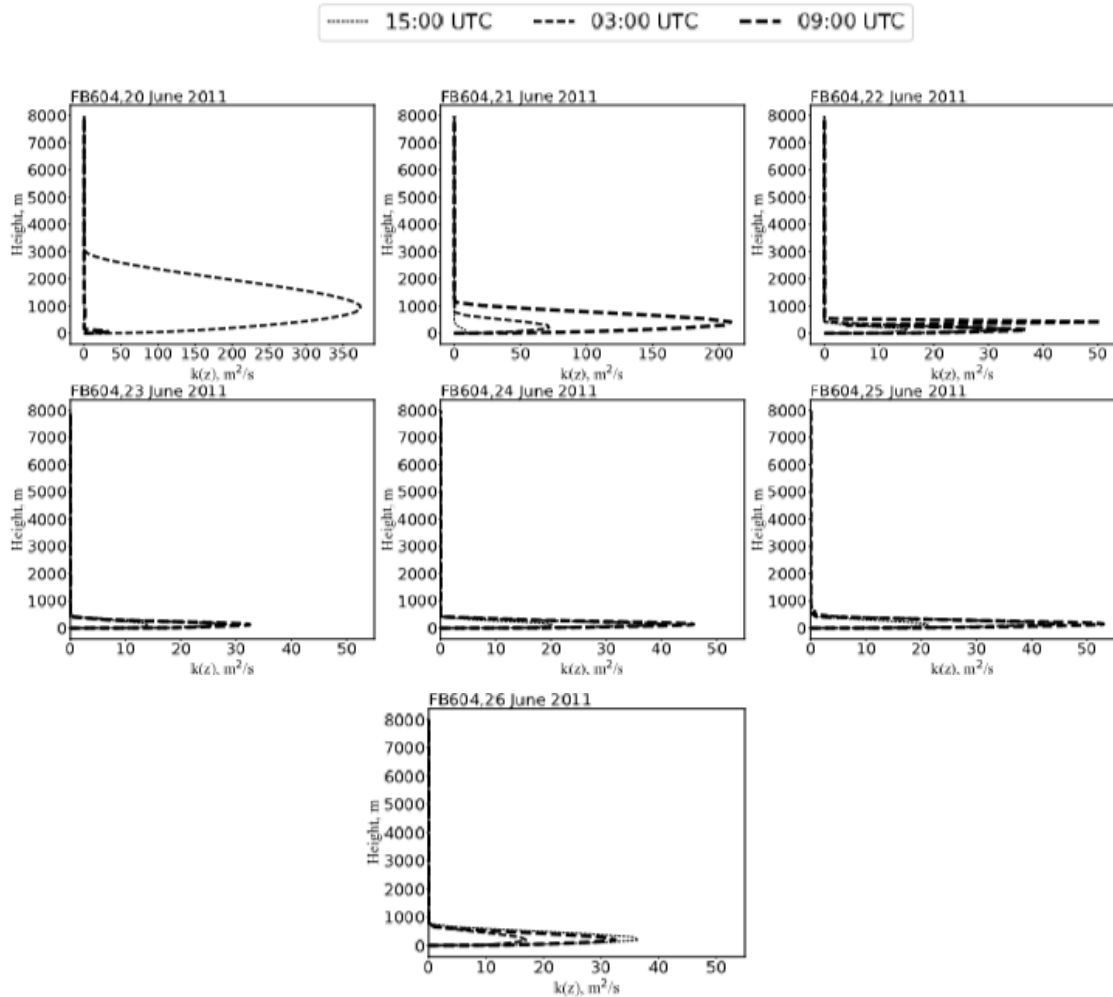 15:00 UTC 03:00 UTC 09:00 UTC
FB604,20 June 2011 FB604,21 June 2011 FB604,22 June 2011
8000 8000 8000
7000 7000 7000
6000 6000 6000
5000 5000 5000
4000 4000 4000
3000 3000 3000
2000 2000 2000
1000 1000 1000
0 0 0
Height, m Height, m Height, m
0 50 100 150 200 250 300 350 0 50 100 150 200 0 10 20 30 40 50
k(z), m²/s k(z), m²/s k(z), m²/s
FB604,23 June 2011 FB604,24 June 2011 FB604,25 June 2011
8000 8000 8000
7000 7000 7000
6000 6000 6000
5000 5000 5000
4000 4000 4000
3000 3000 3000
2000 2000 2000
1000 1000 1000
0 0 0
Height, m Height, m Height, m
0 10 20 30 40 50 0 10 20 30 40 50 0 10 20 30 40 50
k(z), m²/s k(z), m²/s k(z), m²/s
FB604,26 June 2011
8000
7000
6000
5000
4000
3000
2000
1000
0
Height, m
0 10 20 30 40 50
k(z), m²/s